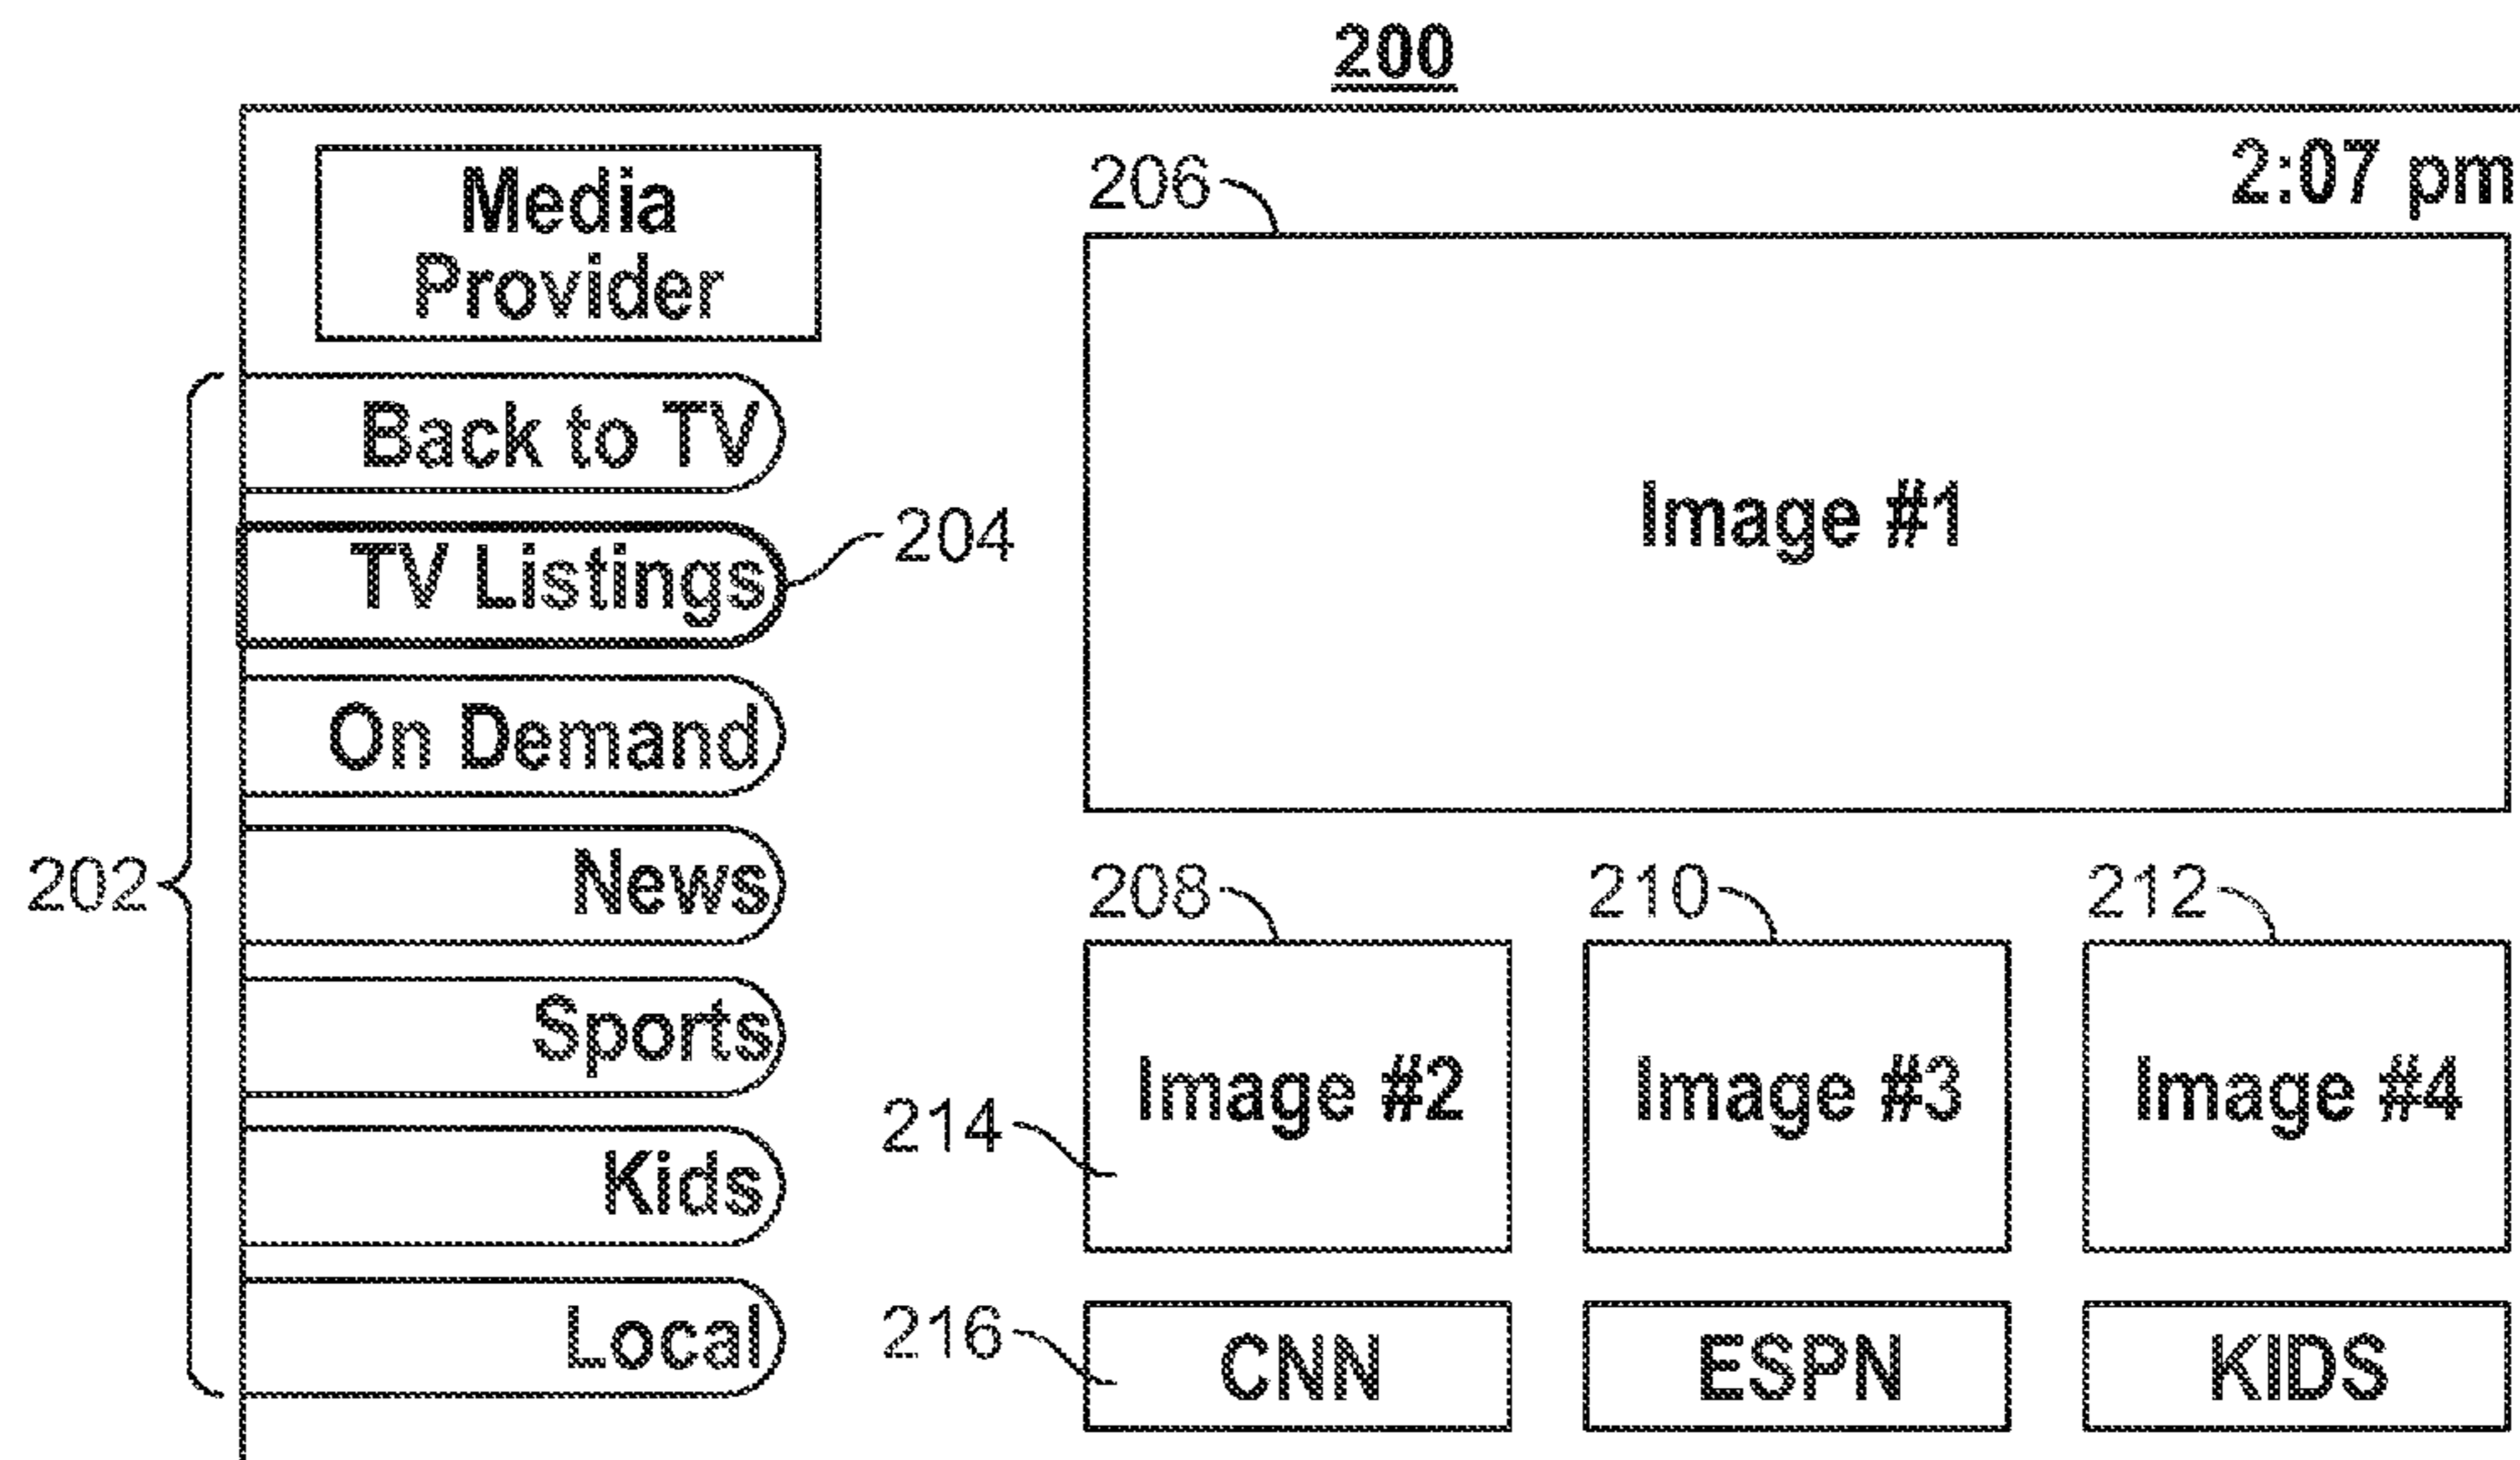 200
2:07 pm
Media
Provider
206
Back to TV
TV Listings
204
Image #1
On Demand
News
202
208
210
212
Sports
Image #2
Image #3
Image #4
214
Kids
Local
216
CNN
ESPN
KIDS